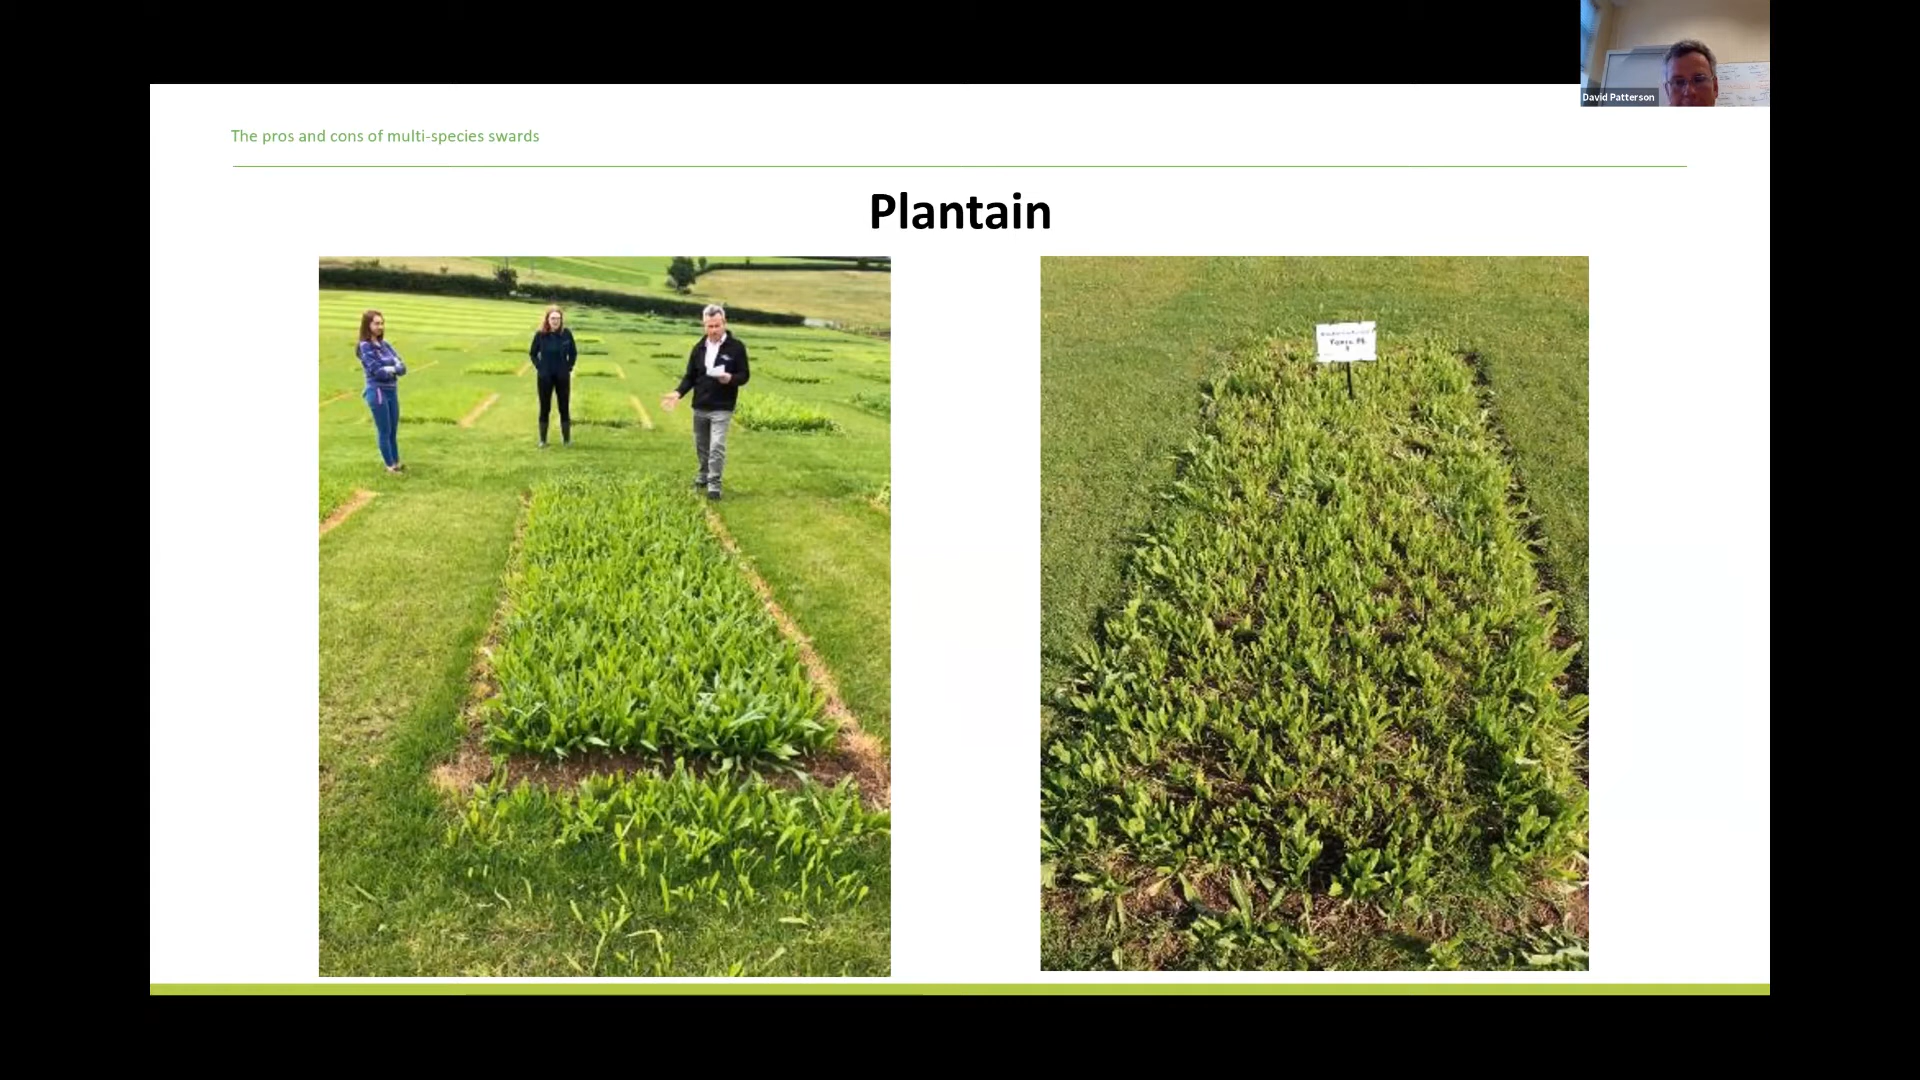 David Patterson
The pros and cons of multi-species swards
Plantain